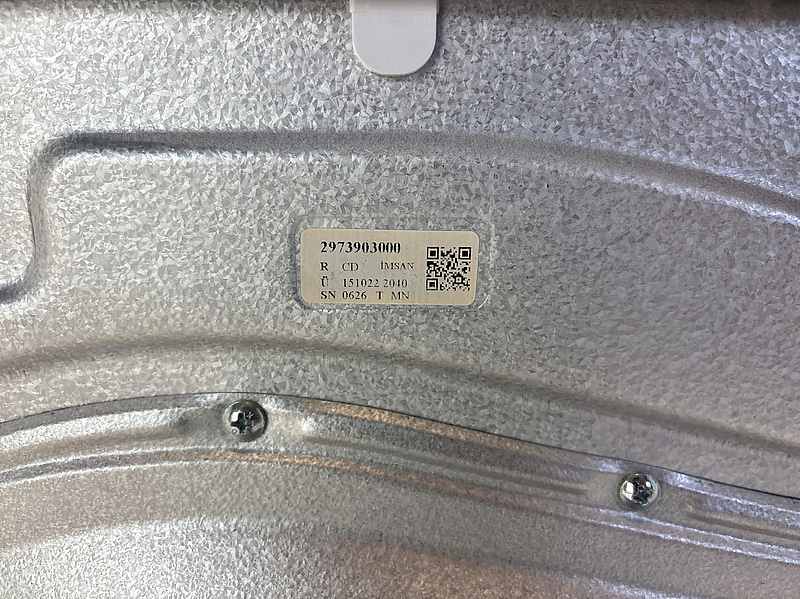 2973903000
R CD İMSAN
Ü 151022 2040
SN 0626 T MN